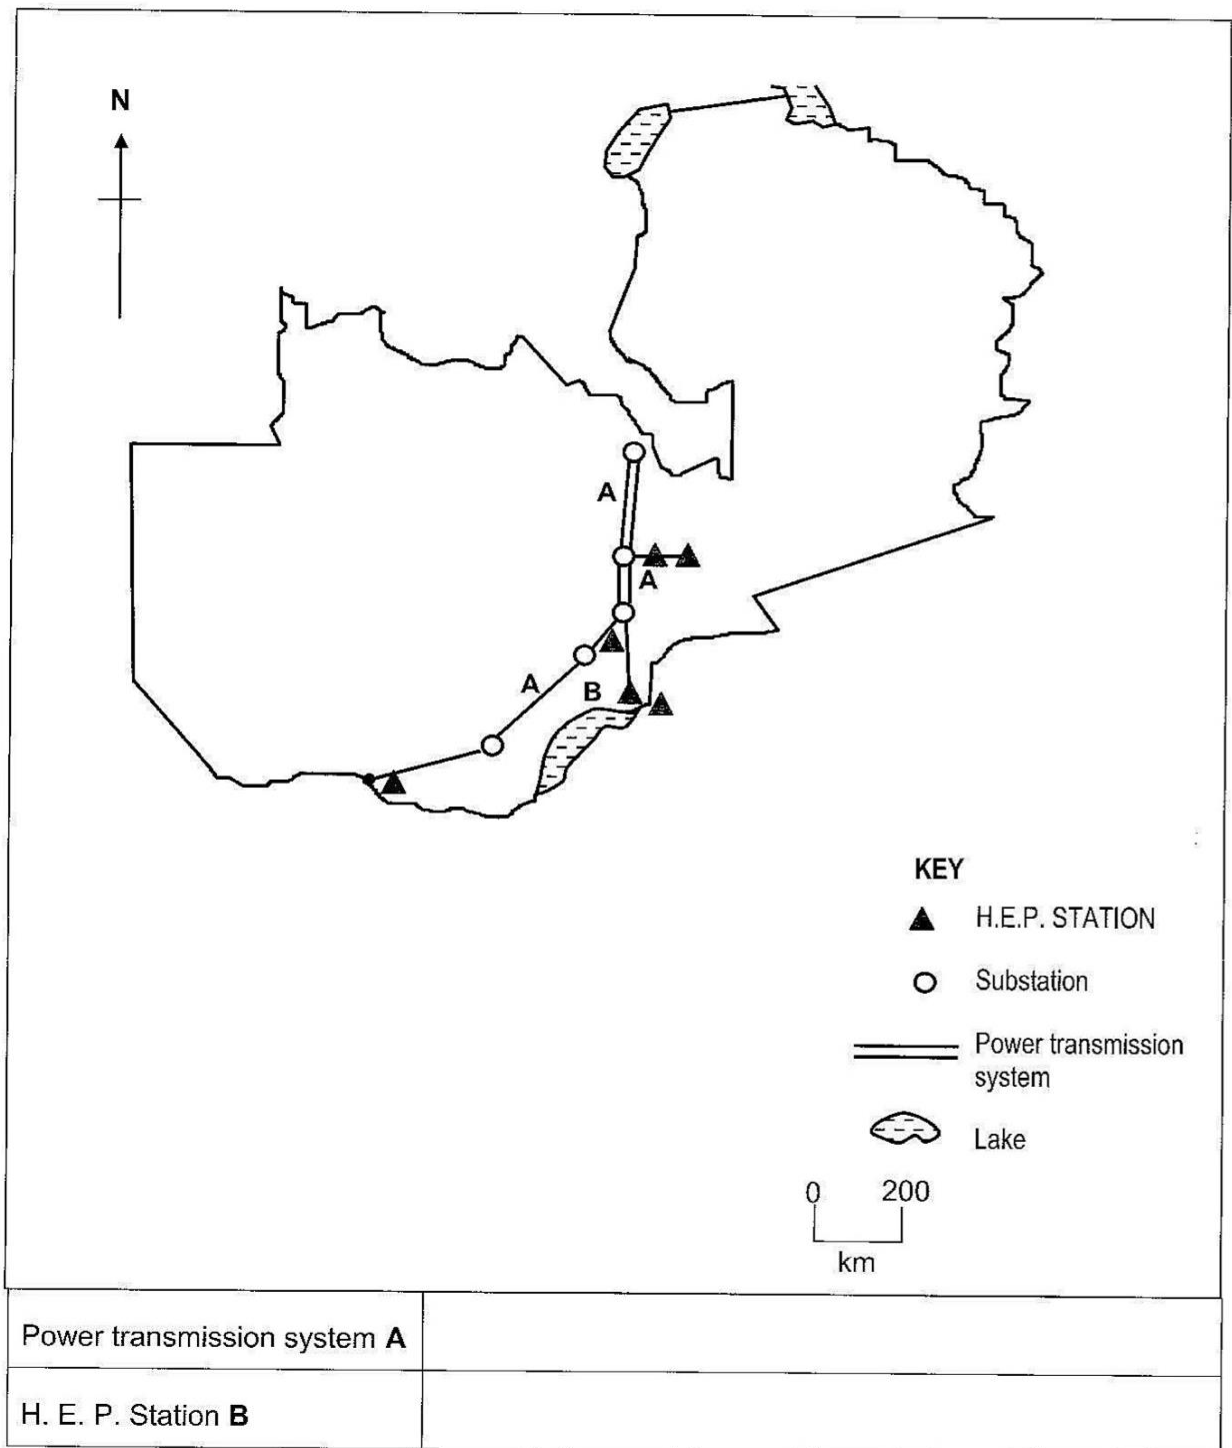 N
A
A
A
B
KEY
H.E.P. STATION
Substation
Power transmission
system
Lake
0 200
km
Power transmission system A
H. E. P. Station B